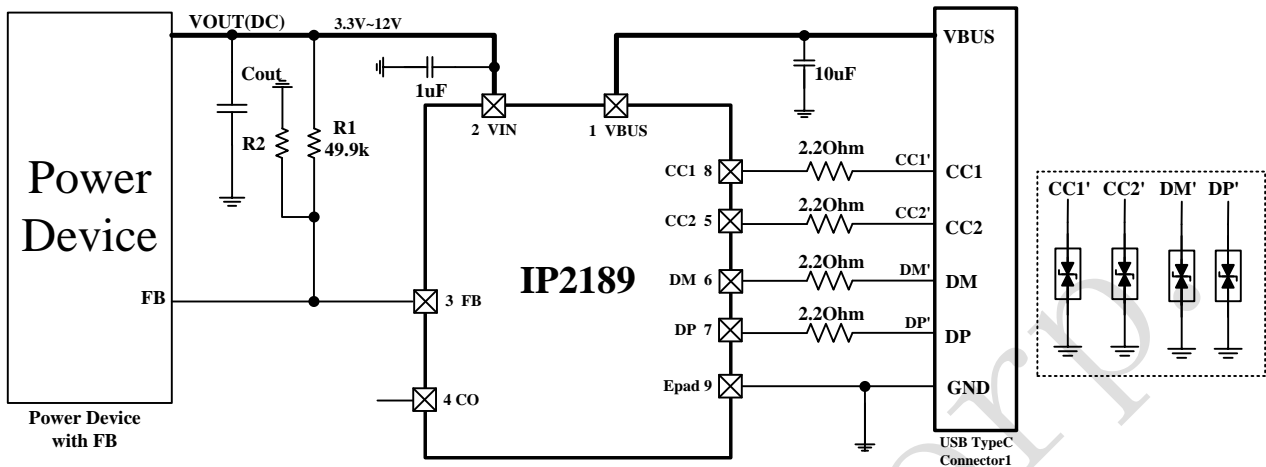 VOUT(DC)
3.3V~12V
VBUS
Cout
1uF
10uF
2 VIN
1 VBUS
R2
R1
49.9k
Power
Device
FB
3 FB
4 CO
IP2189
CC1 8
2.2Ohm
CC1'
CC1
CC2 5
2.2Ohm
CC2'
CC2
DM 6
2.2Ohm
DM'
DM
DP 7
2.2Ohm
DP'
DP
Epad 9
GND
CC1' CC2' DM' DP'
Power Device
with FB
USB TypeC
Connector1
orp.